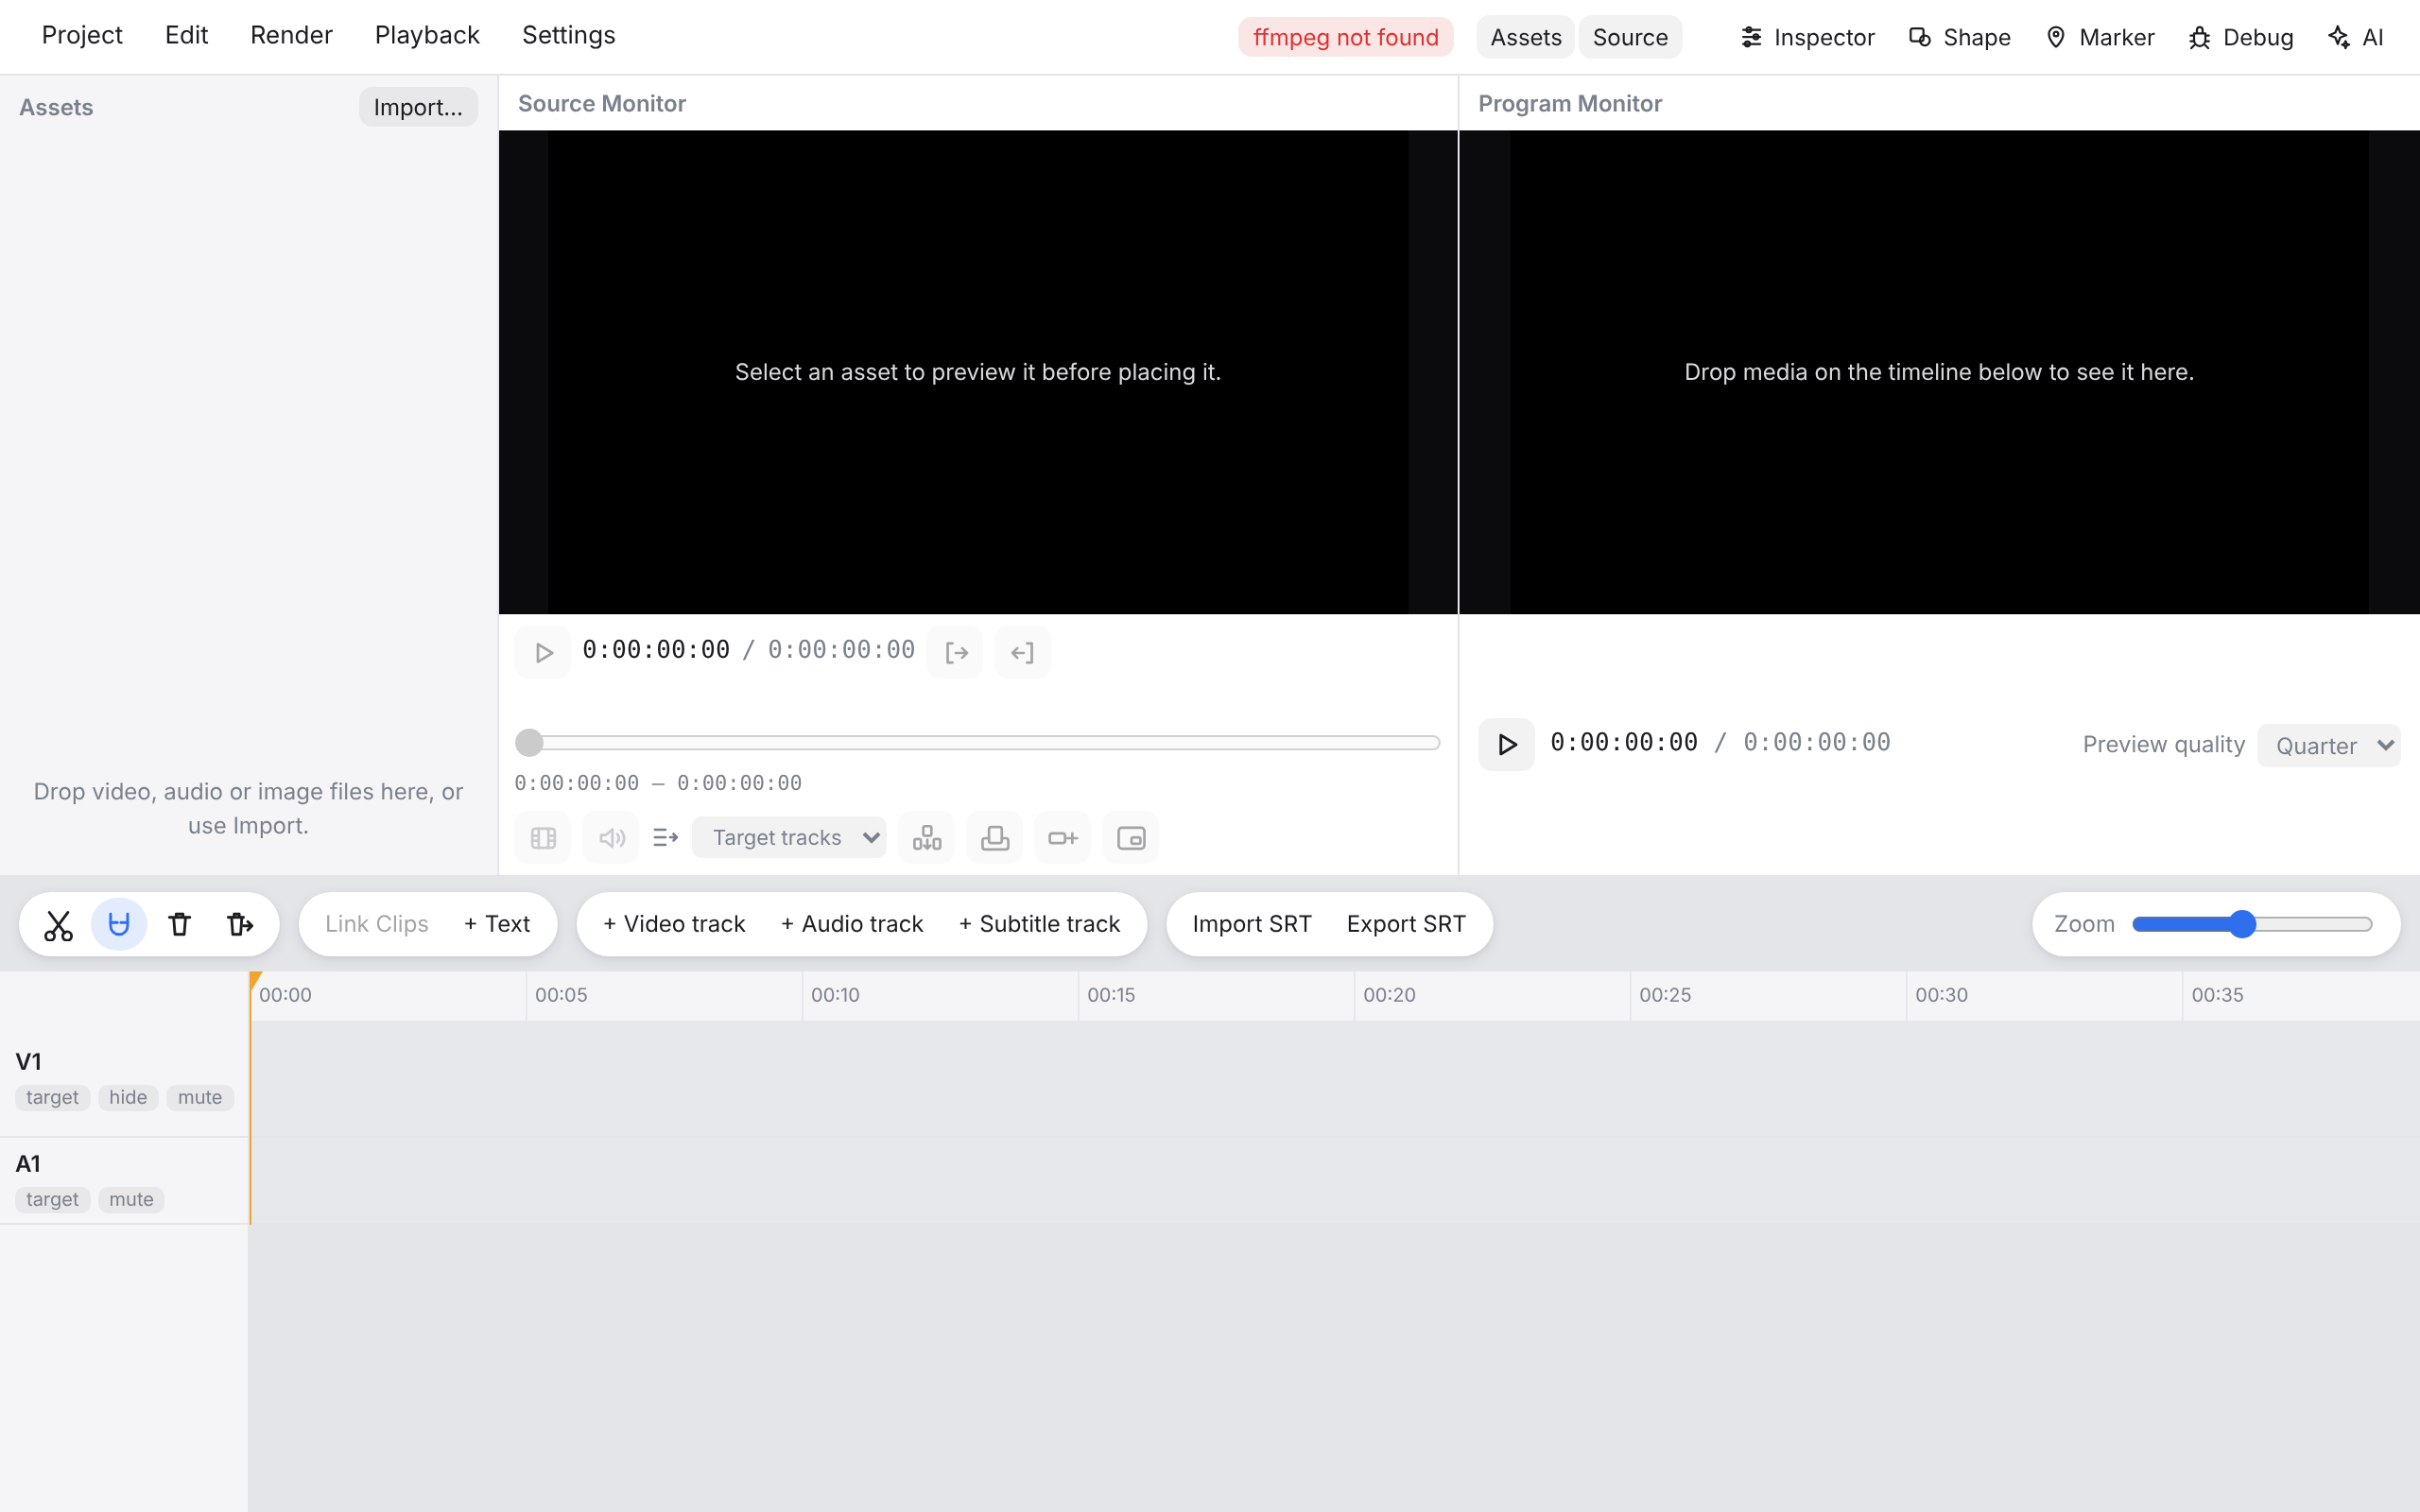 Project Edit Render Playback Settings ffmpeg not found Assets Source Inspector Shape Marker Debug AI
Assets Import...
Source Monitor
Program Monitor
Select an asset to preview it before placing it.
Drop media on the timeline below to see it here.
Drop video, audio or image files here, or
use Import.
0:00:00:00 / 0:00:00:00
0:00:00:00 — 0:00:00:00
Target tracks
0:00:00:00 / 0:00:00:00 Preview quality Quarter
Link Clips + Text + Video track + Audio track + Subtitle track Import SRT Export SRT Zoom
00:00 00:05 00:10 00:15 00:20 00:25 00:30 00:35
V1
target hide mute
A1
target mute